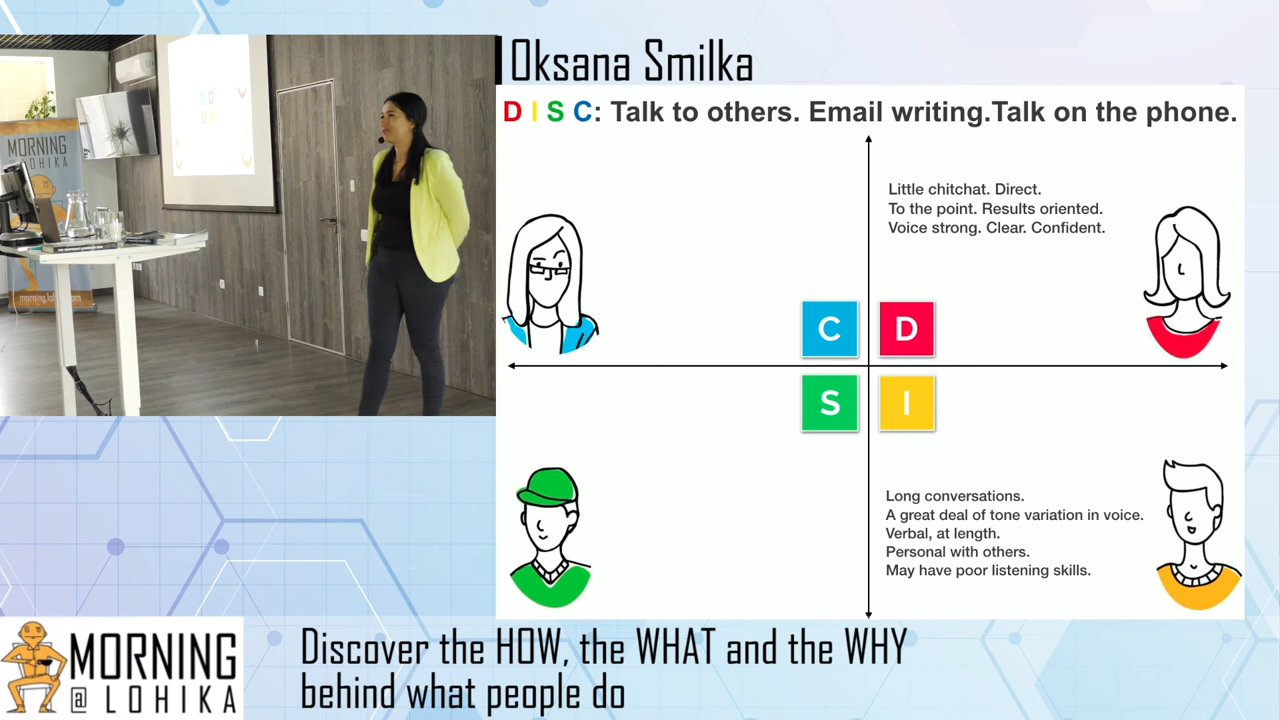 Oksana Smilka
D I S C: Talk to others. Email writing.Talk on the phone.
Little chitchat. Direct.
To the point. Results oriented.
Voice strong. Clear. Confident.
C D
S I
Long conversations.
A great deal of tone variation in voice.
Verbal, at length.
Personal with others.
May have poor listening skills.
MORNING
@ LOHIKA
MORNING
@ LOHIKA
Discover the HOW, the WHAT and the WHY
behind what people do